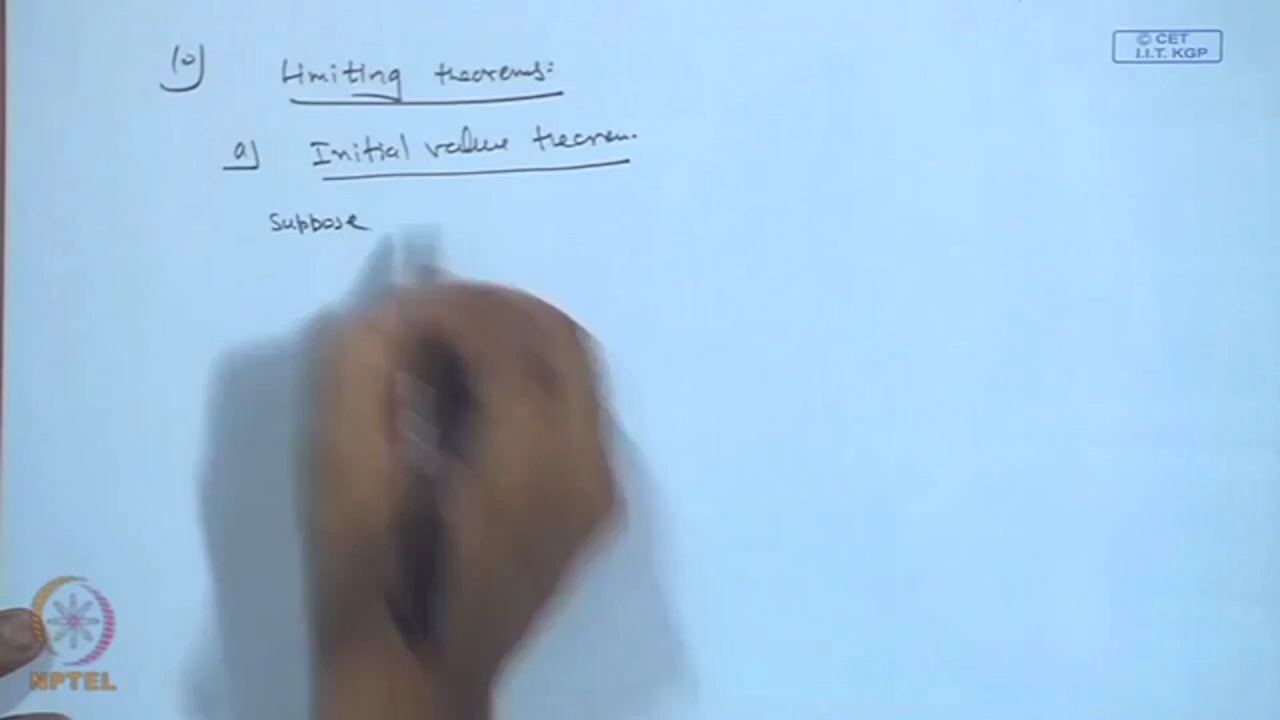 10)
Limiting theorems:
© CET
I.I.T. KGP
a) Initial value theorem.
Suppose
NPTEL